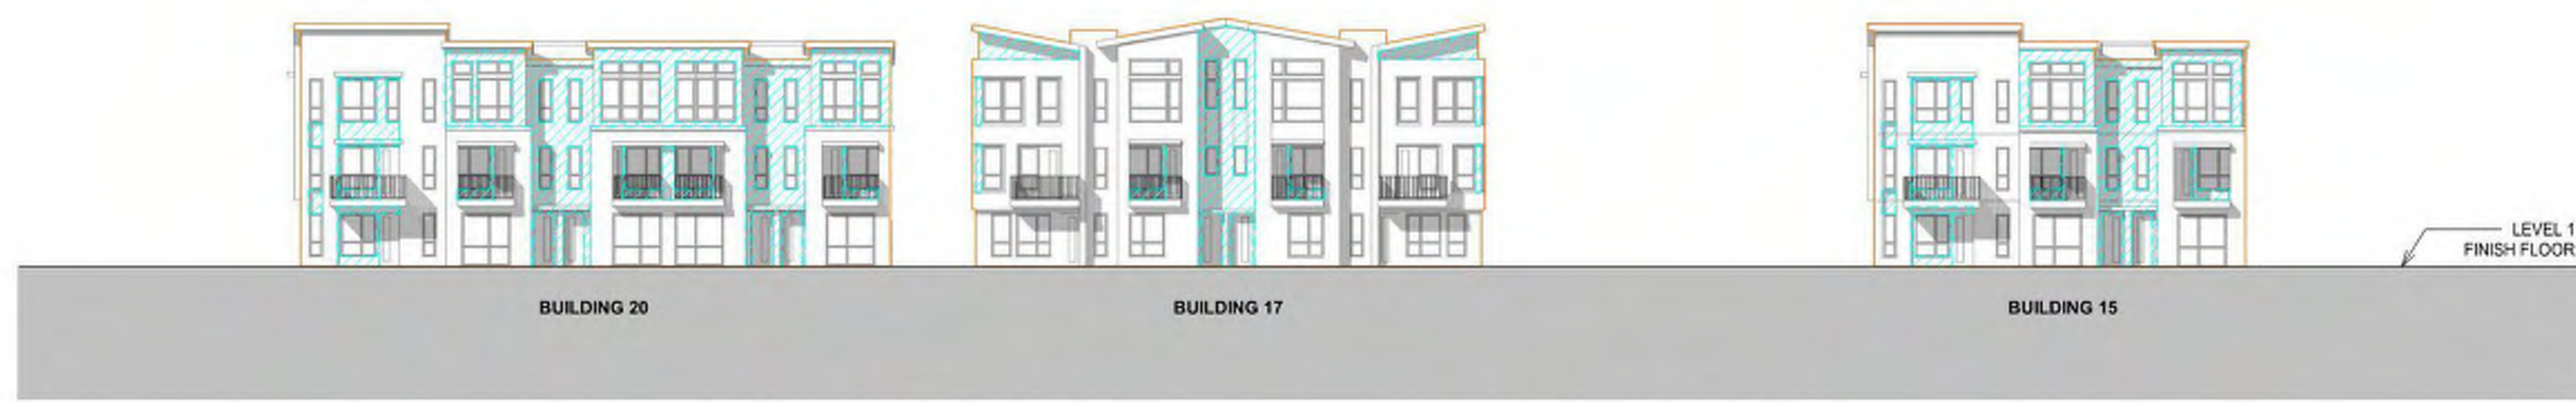 LEVEL 1
FINISH FLOOR
BUILDING 20
BUILDING 17
BUILDING 15